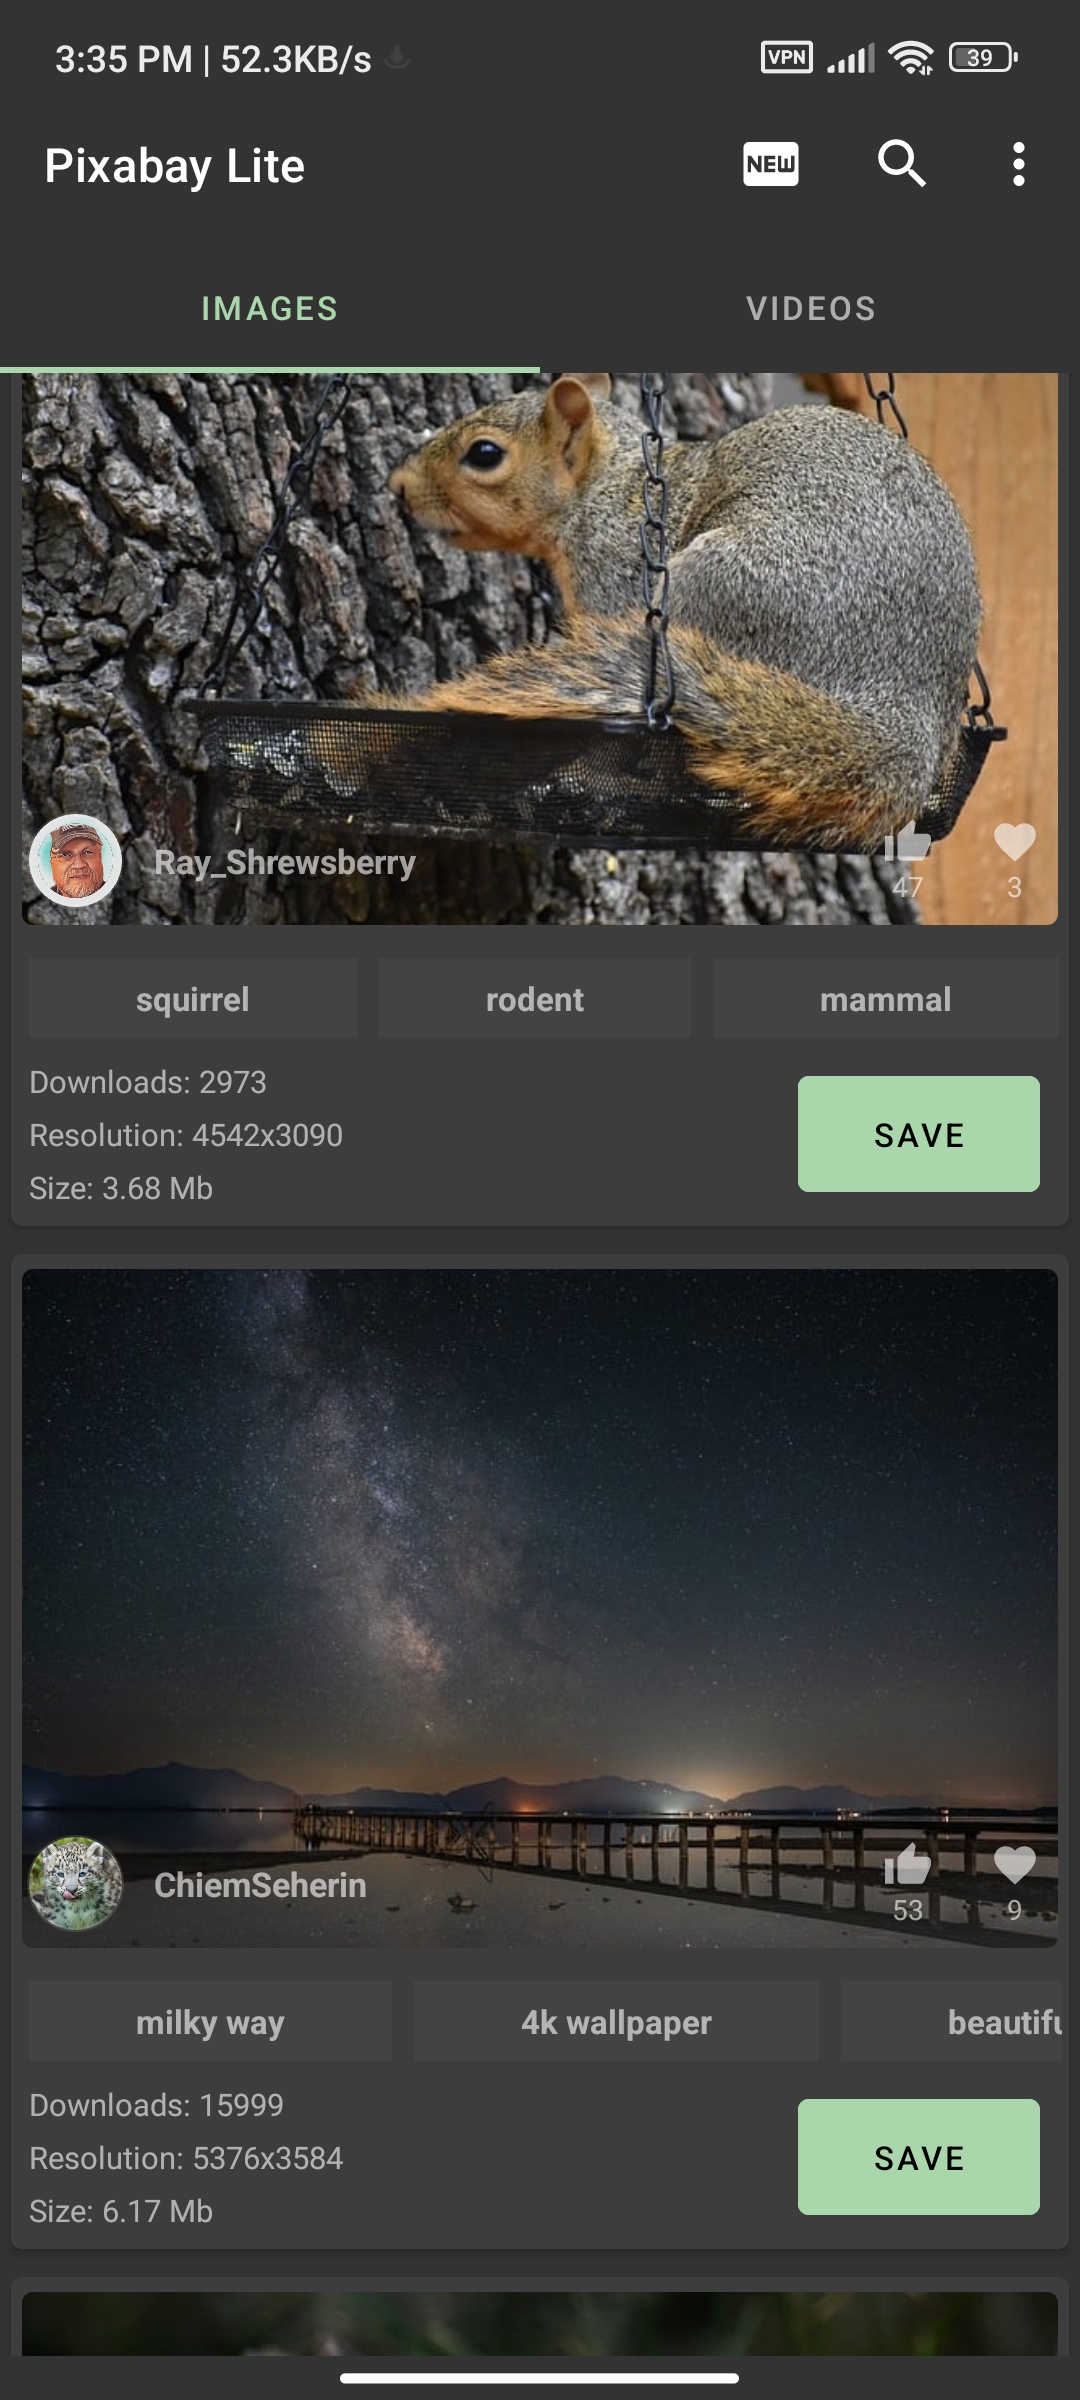 3:35 PM | 52.3KB/s
VPN
39
Pixabay Lite
NEW
IMAGES
VIDEOS
Ray_Shrewsberry
47
3
squirrel
rodent
mammal
Downloads: 2973
Resolution: 4542x3090
Size: 3.68 Mb
SAVE
ChiemSeherin
53
9
milky way
4k wallpaper
Downloads: 15999
Resolution: 5376x3584
Size: 6.17 Mb
SAVE